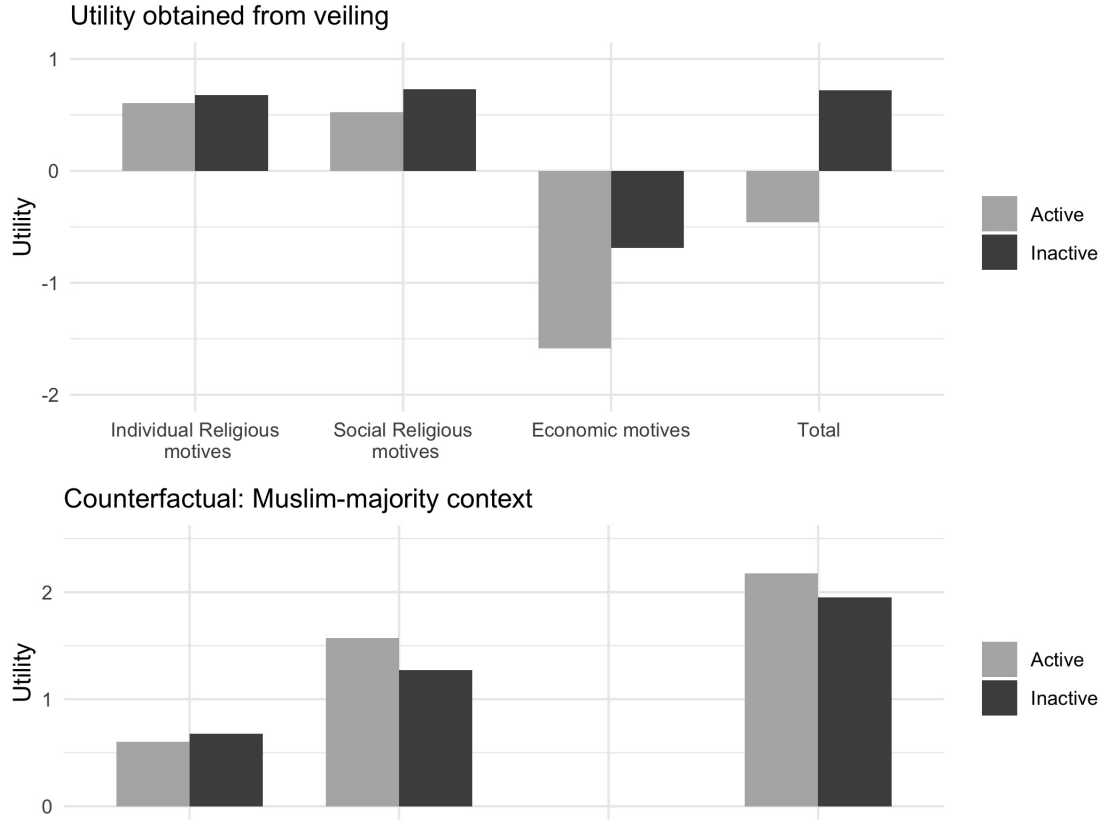 Utility obtained from veiling
1
0
-1
-2
Utility
Individual Religious
motives
Social Religious
motives
Economic motives
Total
Active
Inactive
Counterfactual: Muslim-majority context
2
1
0
Utility
Active
Inactive